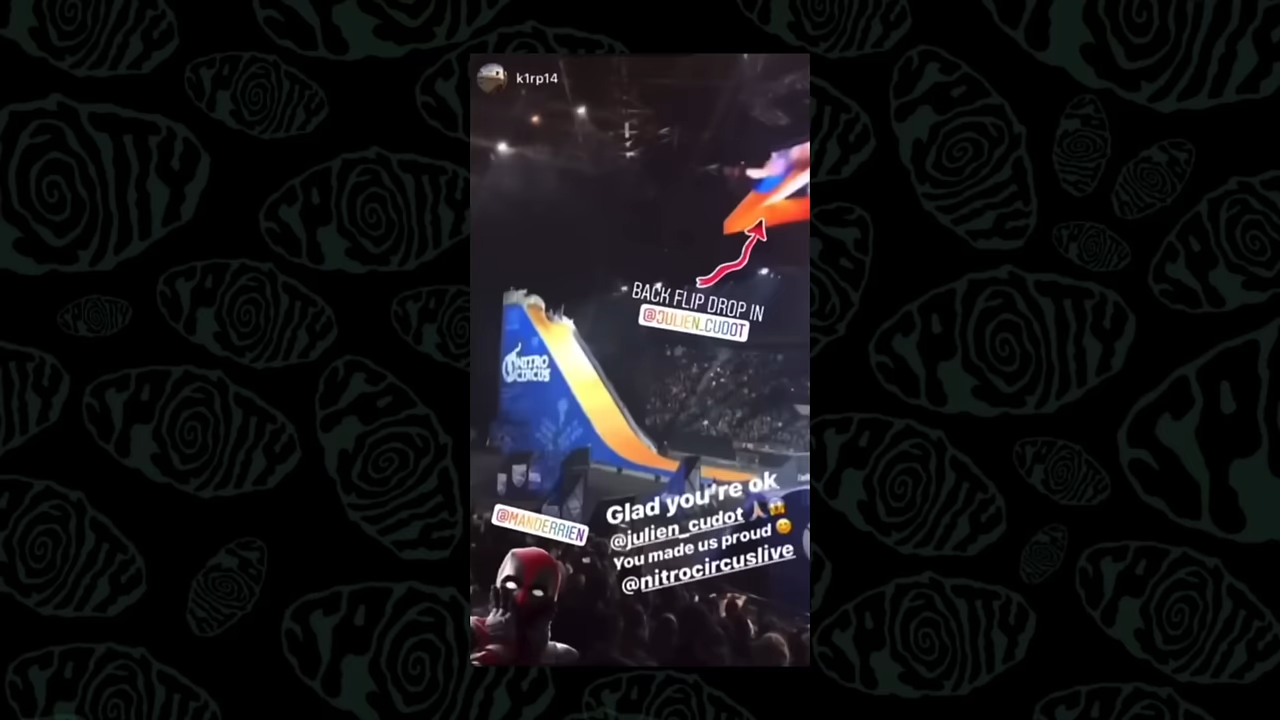 k1rp14
BACK FLIP DROP IN
@JULIEN_CUDOT
NITRO
CIRCUS
@MANDERRIEN
Glad you're ok
@julien_cudot 🙏🏼😱
You made us proud 😄
@nitrocircuslive